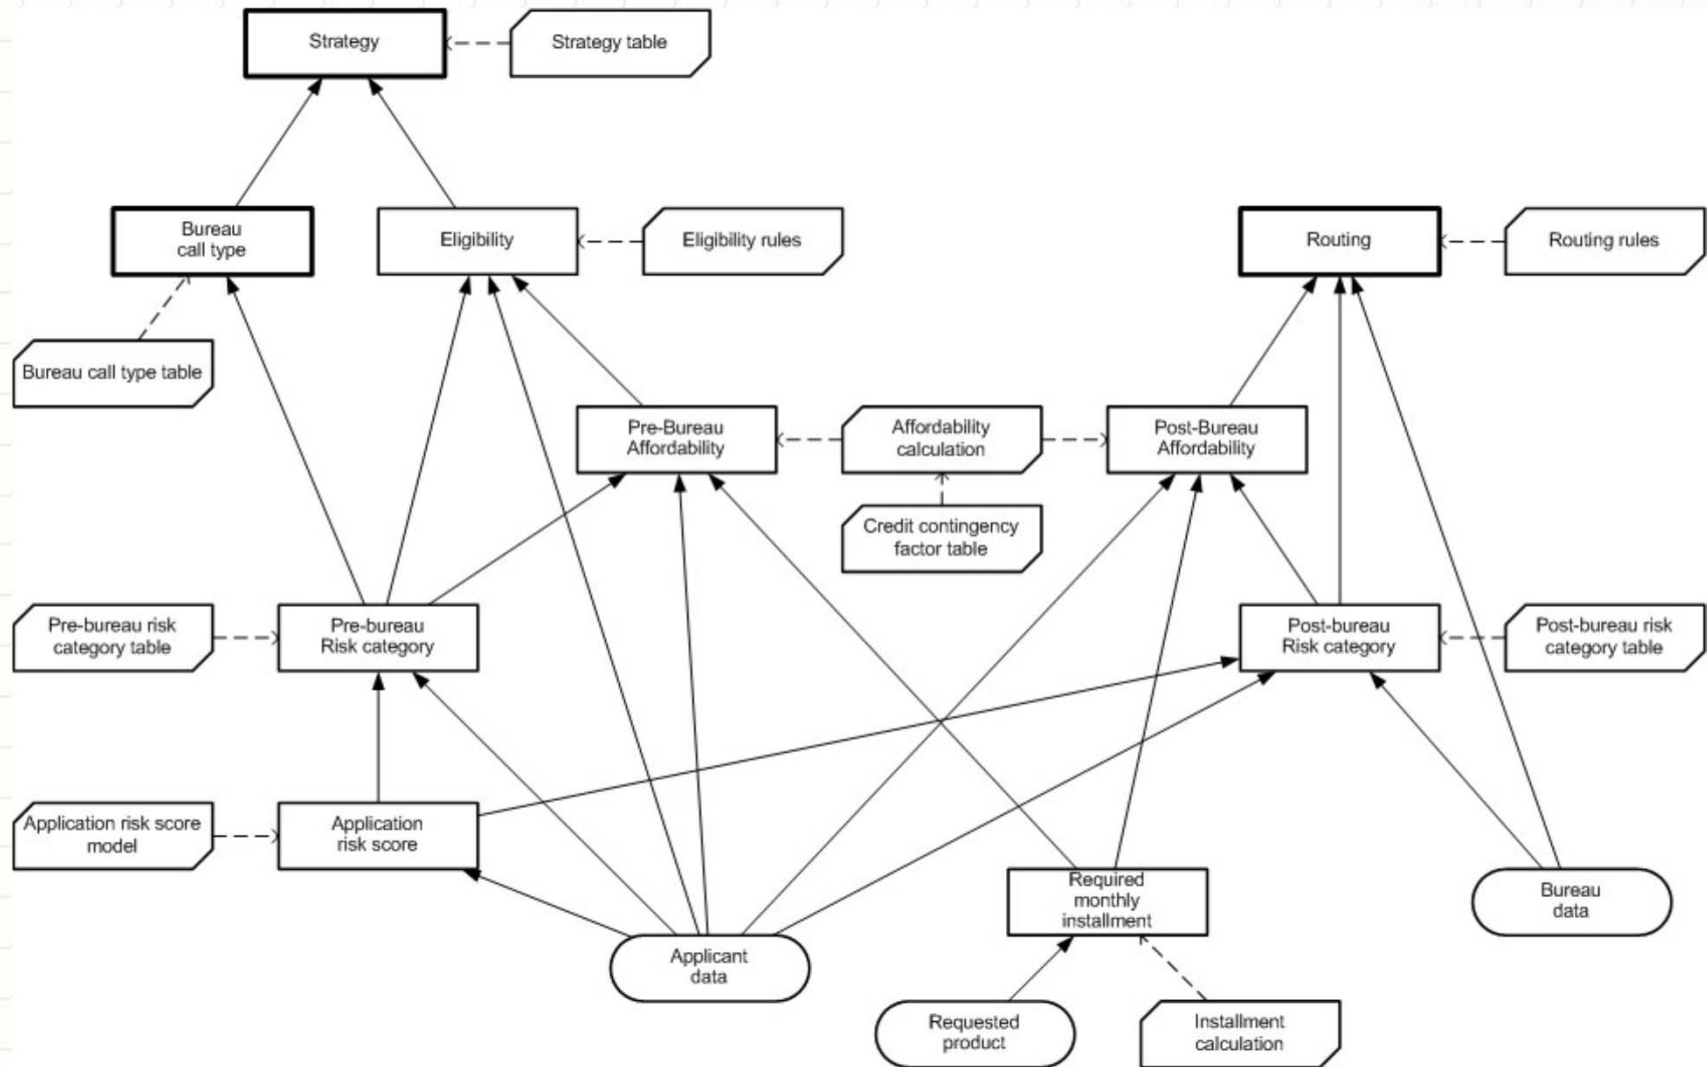 Strategy
Strategy table
Bureau
call type
Eligibility
Eligibility rules
Routing
Routing rules
Bureau call type table
Pre-Bureau
Affordability
Affordability
calculation
Post-Bureau
Affordability
Credit contingency
factor table
Pre-bureau risk
category table
Pre-bureau
Risk category
Post-bureau
Risk category
Post-bureau risk
category table
Application risk score
model
Application
risk score
Required
monthly
installment
Bureau
data
Applicant
data
Requested
product
Installment
calculation